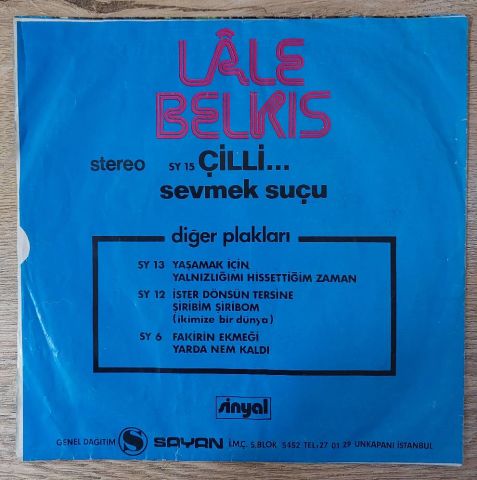 LÂLE
BELKIS
stereo SY 15 ÇİLLİ...
sevmek suçu
diğer plakları
SY 13 YAŞAMAK İÇİN
YALNIZLIĞIMI HİSSETTİĞİM ZAMAN
SY 12 İSTER DÖNSÜN TERSİNE
ŞIRIBIM ŞIRIBOM
(ikimize bir dünya)
SY 6 FAKİRİN EKMEĞİ
YARDA NEM KALDI
sinyal
GENEL DAĞITIM S SAYAN İ.M.Ç. 5.BLOK 5452 TEL:27 01 29 UNKAPANI İSTANBUL